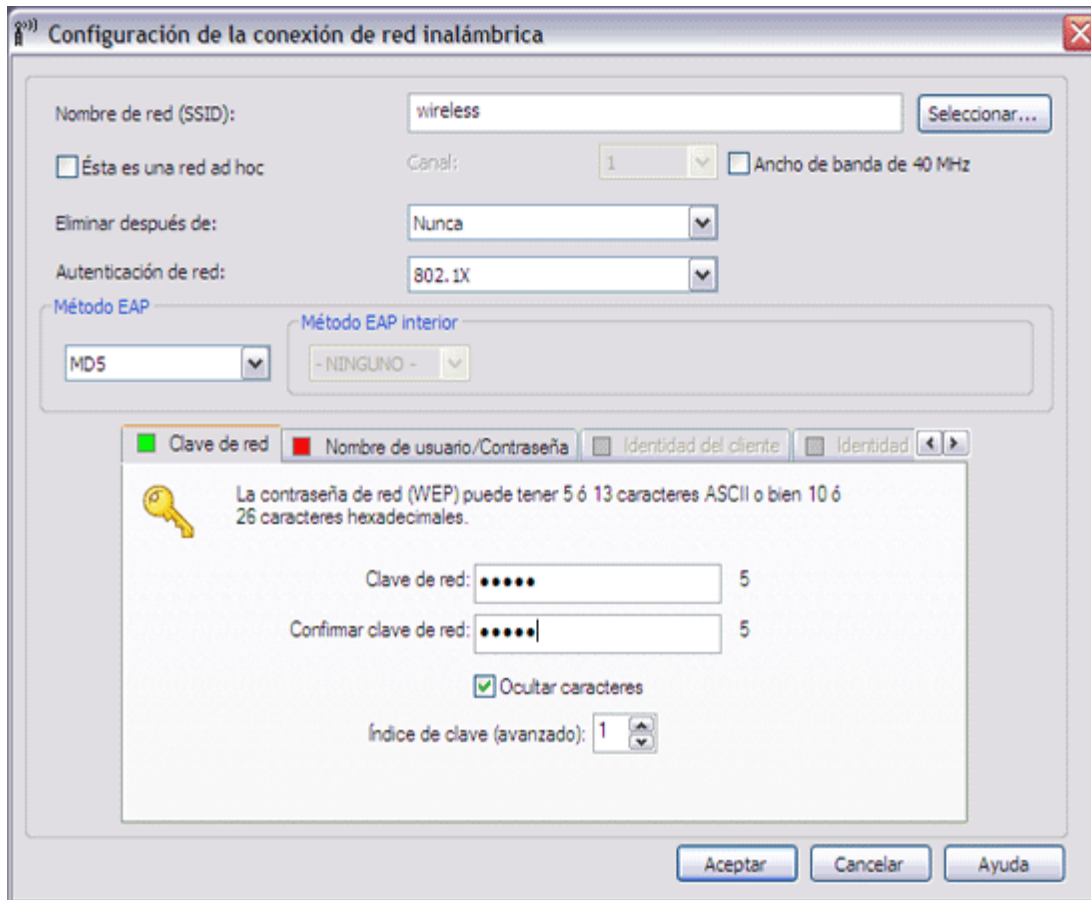 Configuración de la conexión de red inalámbrica
Nombre de red (SSID): wireless Seleccionar...
Ésta es una red ad hoc Canal: 1 Ancho de banda de 40 MHz
Eliminar después de: Nunca
Autenticación de red: 802.1X
Método EAP
Método EAP interior
MD5 - NINGUNO -
Clave de red Nombre de usuario/Contraseña Identidad del cliente Identidad
La contraseña de red (WEP) puede tener 5 ó 13 caracteres ASCII o bien 10 ó
26 caracteres hexadecimales.
Clave de red: ●●●●● 5
Confirmar clave de red: ●●●●● 5
Ocultar caracteres
Índice de clave (avanzado): 1
Aceptar Cancelar Ayuda